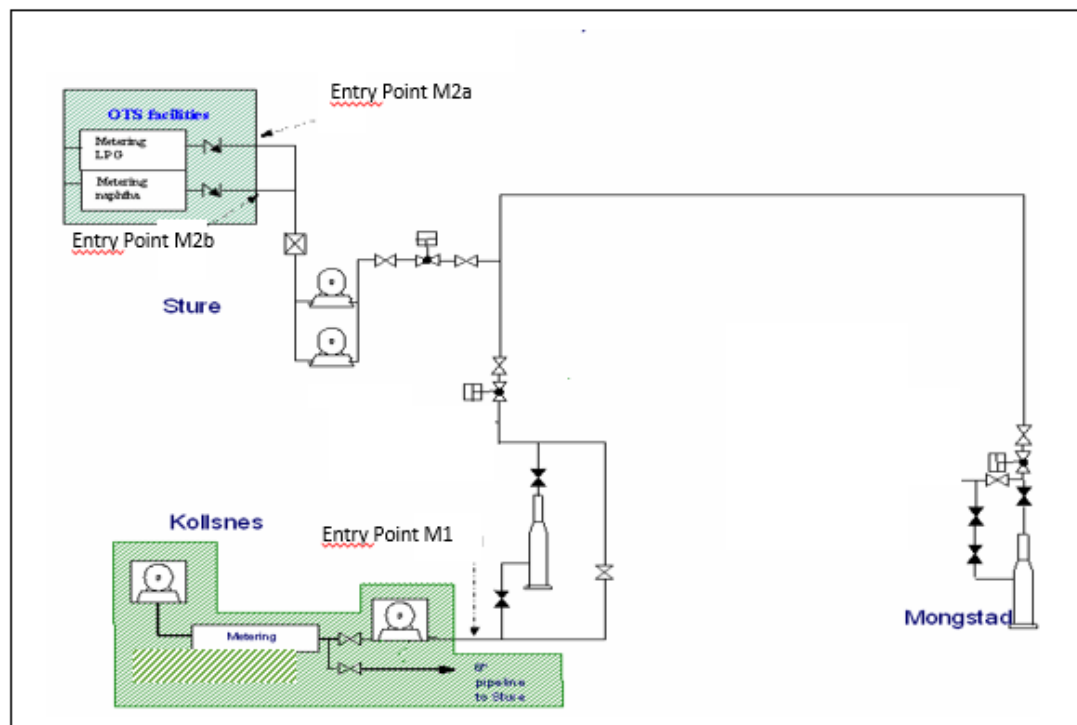 Entry Point M2a
OTS facilities
Metering
LPG
Metering
naphtha
Entry Point M2b
Sture
Kollsnes
Entry Point M1
Metering
8"
pipeline
to Sture
Mongstad